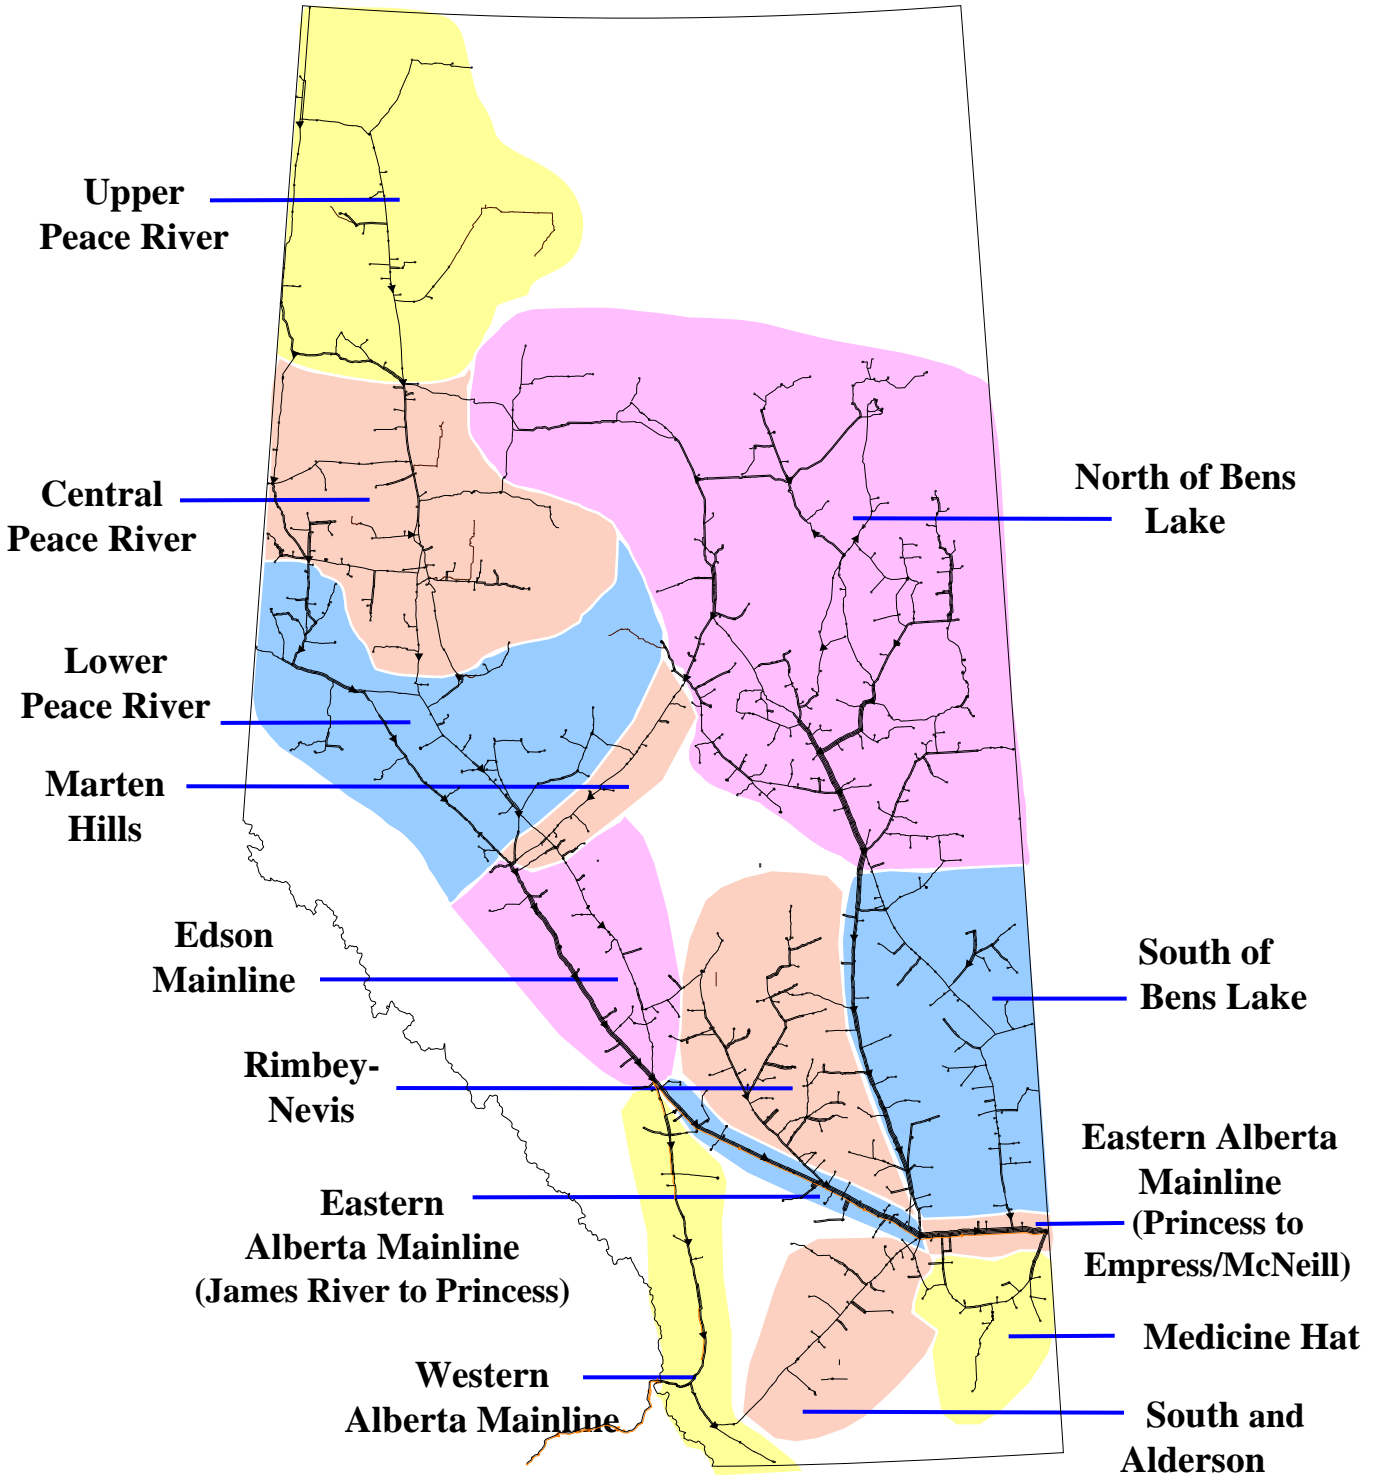 Upper
Peace River
Central
Peace River
North of Bens
Lake
Lower
Peace River
Marten
Hills
Edson
Mainline
South of
Bens Lake
Rimbey-
Nevis
Eastern Alberta
Mainline
(Princess to
Empress/McNeill)
Eastern
Alberta Mainline
(James River to Princess)
Medicine Hat
Western
Alberta Mainline
South and
Alderson